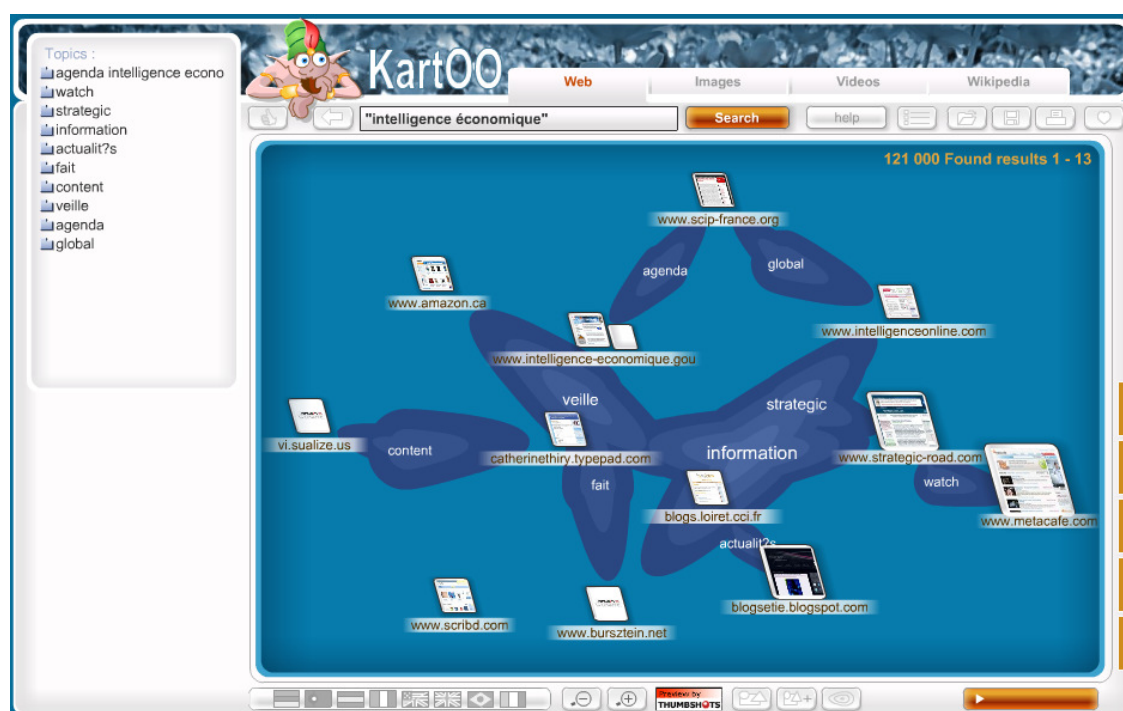 Topics :
agenda intelligence econo
watch
strategic
information
actualit?s
fait
content
veille
agenda
global
KartOO
Web
Images
Videos
Wikipedia
"intelligence économique"
Search
help
121 000 Found results 1 - 13
www.scip-france.org
agenda
global
www.amazon.ca
www.intelligenceonline.com
www.intelligence-economique.gou
veille
strategic
vi.sualize.us
content
catherinethiry.typepad.com
information
www.strategic-road.com
fait
watch
blogs.loiret.cci.fr
www.metacafe.com
actualit?s
blogsetie.blogspot.com
www.scribd.com
www.bursztein.net
Preview by
THUMBSHOTS